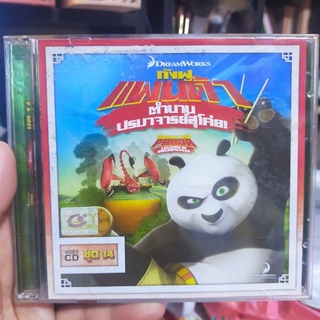 DREAMWORKS
กังฟู
แพนด้า
ตำนาน
ปรมาจารย์สุโค่ย!
PANDA
VIDEO
CD
ชุด 14